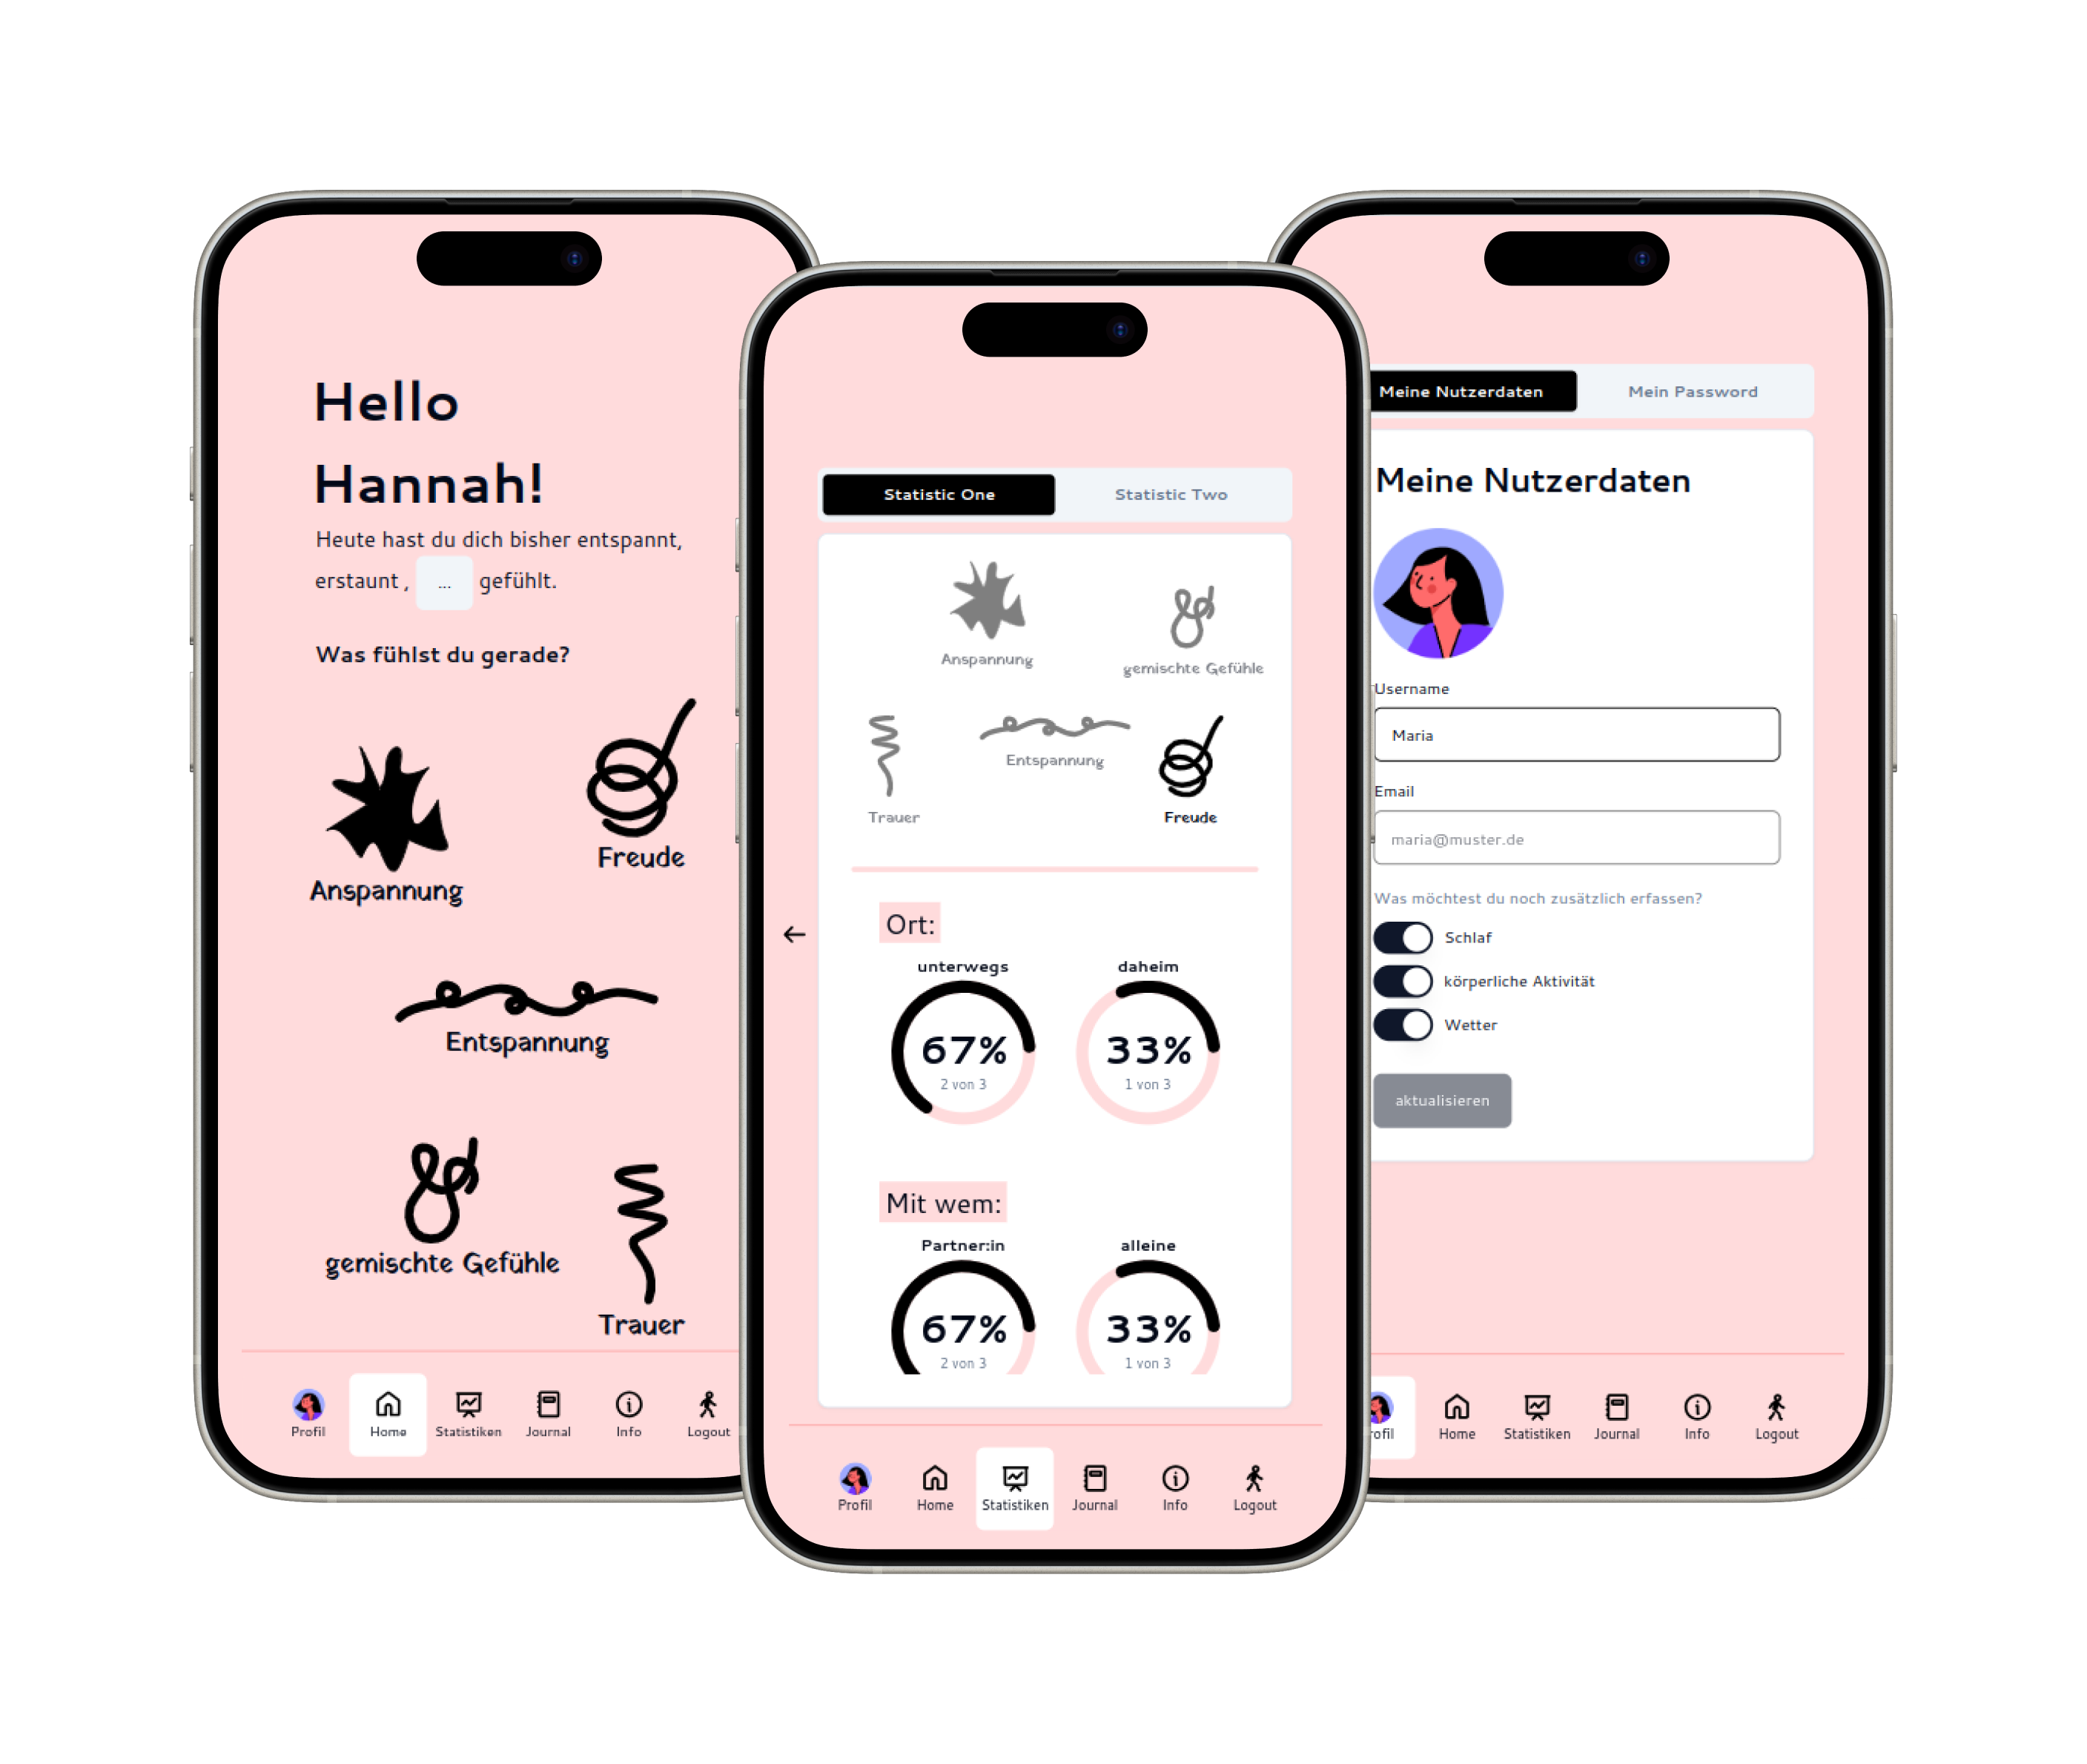 Hello
Hannah!
Heute hast du dich bisher entspannt,
erstaunt , ... gefühlt.
Was fühlst du gerade?
Freude
Anspannung
Entspannung
gemischte Gefühle
Trauer
Profil Home Statistiken Journal Info Logout
Statistic One Statistic Two
Anspannung
gemischte Gefühle
Entspannung
Trauer Freude
Ort:
unterwegs daheim
67% 33%
2 von 3 1 von 3
Mit wem:
Partner:in alleine
67% 33%
2 von 3 1 von 3
Profil Home Statistiken Journal Info Logout
Meine Nutzerdaten Mein Password
Meine Nutzerdaten
Username
Maria
Email
maria@muster.de
Was möchtest du noch zusätzlich erfassen?
Schlaf
körperliche Aktivität
Wetter
aktualisieren
ofil Home Statistiken Journal Info Logout